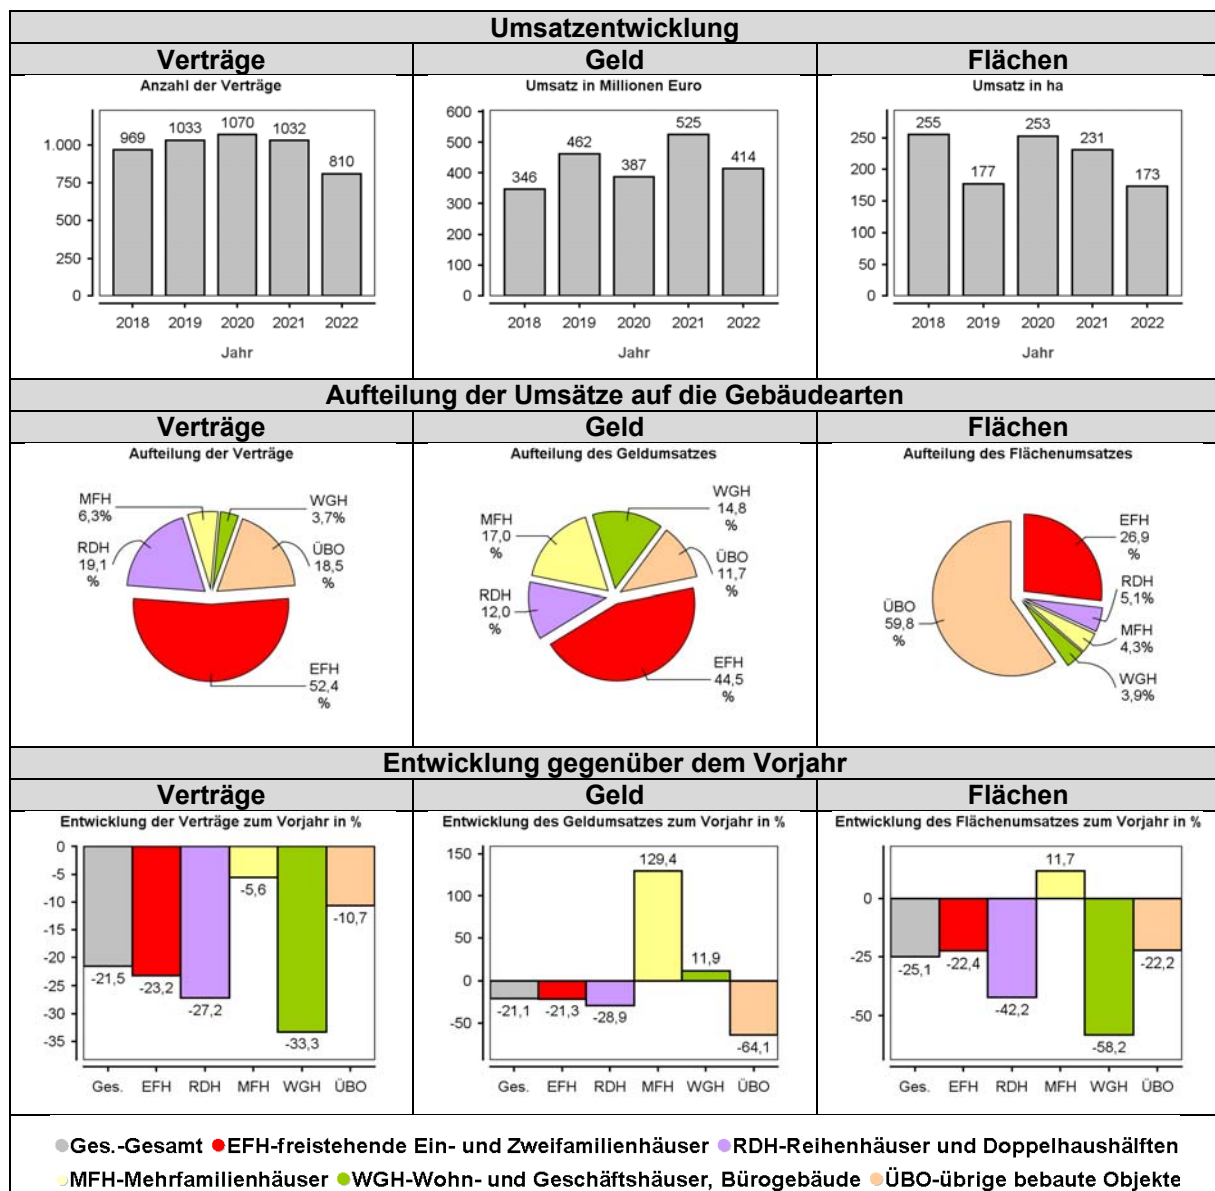 Umsatzentwicklung
Verträge
Geld
Flächen
Anzahl der Verträge
1.000
750
500
250
0
969
1033
1070
1032
810
2018 2019 2020 2021 2022
Jahr
Umsatz in Millionen Euro
600
500
400
300
200
100
0
346
462
387
525
414
2018 2019 2020 2021 2022
Jahr
Umsatz in ha
250
200
150
100
50
0
255
177
253
231
173
2018 2019 2020 2021 2022
Jahr
Aufteilung der Umsätze auf die Gebäudearten
Verträge
Geld
Flächen
Aufteilung der Verträge
MFH
6,3%
WGH
3,7%
RDH
19,1
%
ÜBO
18,5
%
EFH
52,4
%
Aufteilung des Geldumsatzes
WGH
14,8
%
MFH
17,0
%
ÜBO
11,7
%
RDH
12,0
%
EFH
44,5
%
Aufteilung des Flächenumsatzes
EFH
26,9
%
RDH
5,1%
MFH
4,3%
WGH
3,9%
ÜBO
59,8
%
Entwicklung gegenüber dem Vorjahr
Verträge
Geld
Flächen
Entwicklung der Verträge zum Vorjahr in %
0
-5
-10
-15
-20
-25
-30
-35
-21,5
-23,2
-27,2
-5,6
-33,3
-10,7
Ges. EFH RDH MFH WGH ÜBO
Entwicklung des Geldumsatzes zum Vorjahr in %
150
100
50
0
-50
-21,1
-21,3
-28,9
129,4
11,9
-64,1
Ges. EFH RDH MFH WGH ÜBO
Entwicklung des Flächenumsatzes zum Vorjahr in %
0
-25
-50
-25,1
-22,4
-42,2
11,7
-58,2
-22,2
Ges. EFH RDH MFH WGH ÜBO
Ges.-Gesamt EFH-freistehende Ein- und Zweifamilienhäuser RDH-Reihenhäuser und Doppelhaushälften
MFH-Mehrfamilienhäuser WGH-Wohn- und Geschäftshäuser, Bürogebäude ÜBO-übrige bebaute Objekte